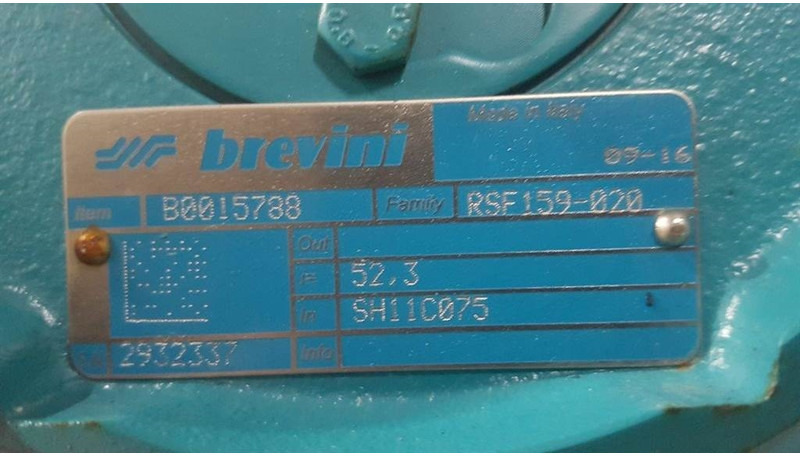 brevini
Made in Italy
09-16
Item B0015788 Family RSF159-020
Out
i= 52,3
In SH11C075
2932337 Info